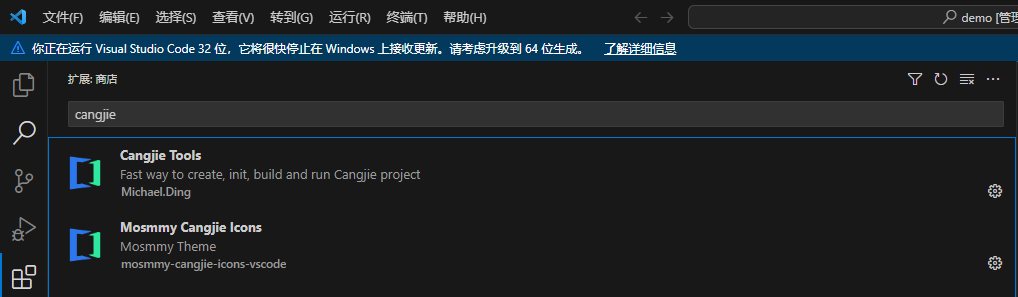 文件(F) 编辑(E) 选择(S) 查看(V) 转到(G) 运行(R) 终端(T) 帮助(H) demo [管理
你正在运行 Visual Studio Code 32 位，它将很快停止在 Windows 上接收更新。请考虑升级到 64 位生成。 了解详细信息
扩展: 商店
cangjie
Cangjie Tools
Fast way to create, init, build and run Cangjie project
Michael.Ding
Mosmmy Cangjie Icons
Mosmmy Theme
mosmmy-cangjie-icons-vscode